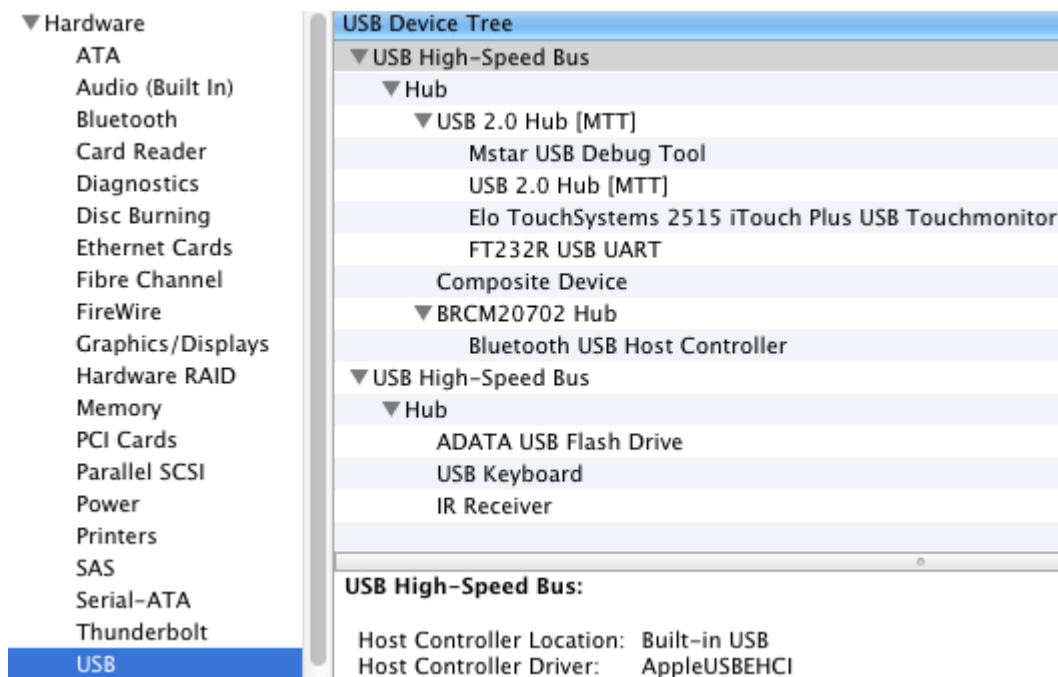 Hardware
ATA
Audio (Built In)
Bluetooth
Card Reader
Diagnostics
Disc Burning
Ethernet Cards
Fibre Channel
FireWire
Graphics/Displays
Hardware RAID
Memory
PCI Cards
Parallel SCSI
Power
Printers
SAS
Serial-ATA
Thunderbolt
USB
USB Device Tree
USB High-Speed Bus
Hub
USB 2.0 Hub [MTT]
Mstar USB Debug Tool
USB 2.0 Hub [MTT]
Elo TouchSystems 2515 iTouch Plus USB Touchmonitor
FT232R USB UART
Composite Device
BRCM20702 Hub
Bluetooth USB Host Controller
USB High-Speed Bus
Hub
ADATA USB Flash Drive
USB Keyboard
IR Receiver
USB High-Speed Bus:
Host Controller Location: Built-in USB
Host Controller Driver: AppleUSBEHCI